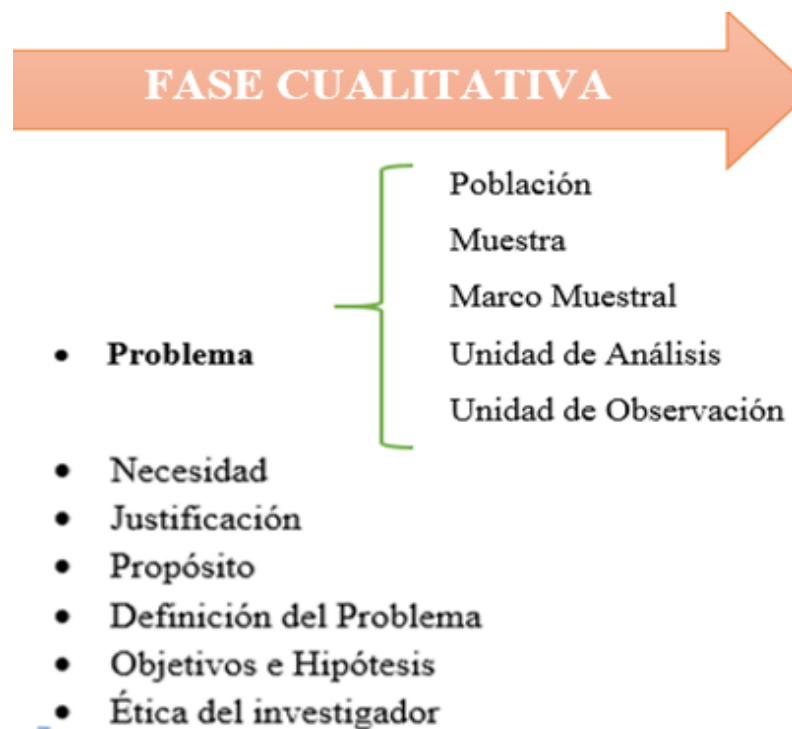 FASE CUALITATIVA
Población
Muestra
Marco Muestral
• Problema
Unidad de Análisis
Unidad de Observación
• Necesidad
• Justificación
• Propósito
• Definición del Problema
• Objetivos e Hipótesis
• Ética del investigador